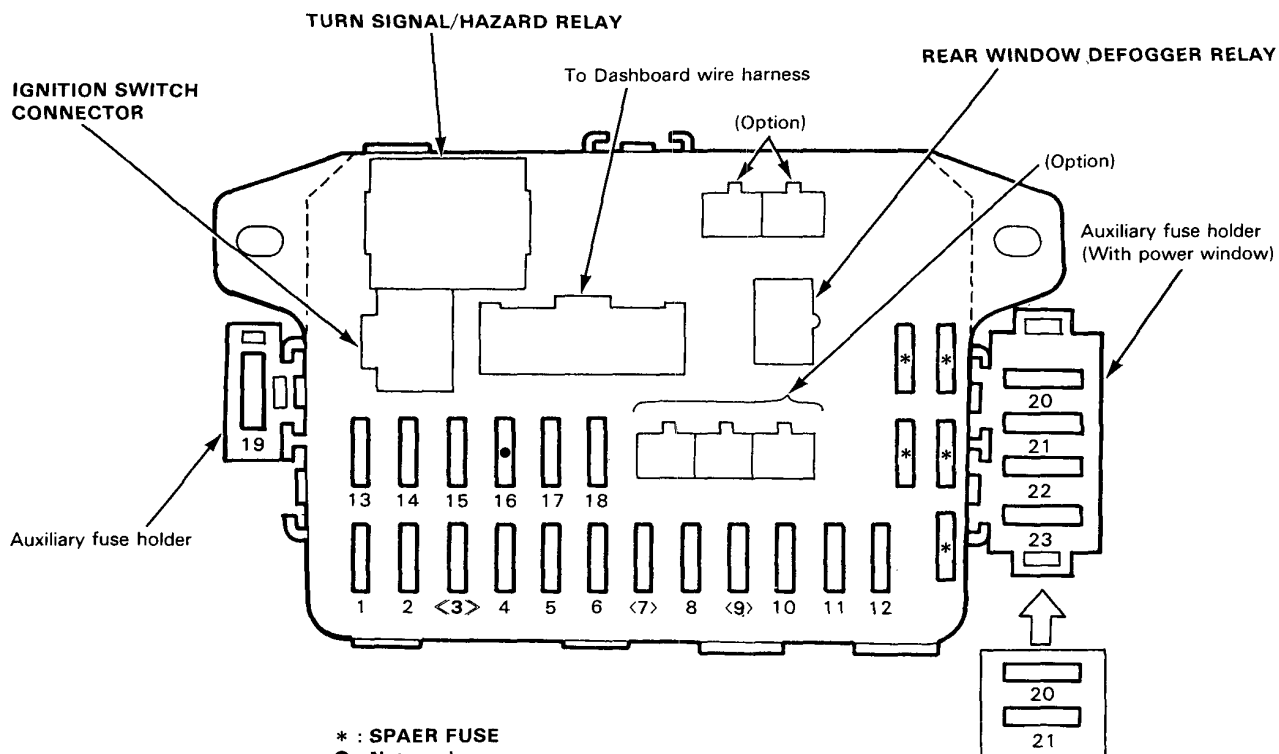 TURN SIGNAL/HAZARD RELAY
REAR WINDOW DEFOGGER RELAY
To Dashboard wire harness
IGNITION SWITCH
CONNECTOR
(Option)
(Option)
Auxiliary fuse holder
(With power window)
* * 
20
19
21
* *
22
13 14 15 16 17 18
23
Auxiliary fuse holder
*
1 2 <3> 4 5 6 <7> 8 <9> 10 11 12
20
21
* : SPAER FUSE